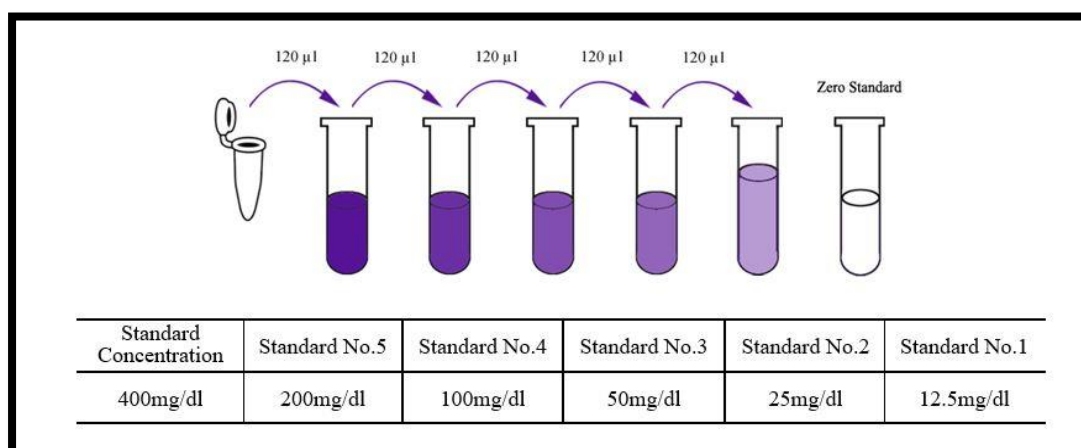 120 µl 120 µl 120 µl 120 µl 120 µl
Zero Standard
Standard Concentration Standard No.5 Standard No.4 Standard No.3 Standard No.2 Standard No.1
400mg/dl 200mg/dl 100mg/dl 50mg/dl 25mg/dl 12.5mg/dl